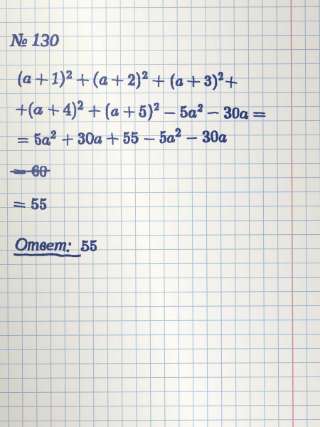 № 130
(a + 1)² + (a + 2)² + (a + 3)² +
+ (a + 4)² + (a + 5)² − 5a² − 30a =
= 5a² + 30a + 55 − 5a² − 30a
= 60
= 55
Ответ: 55